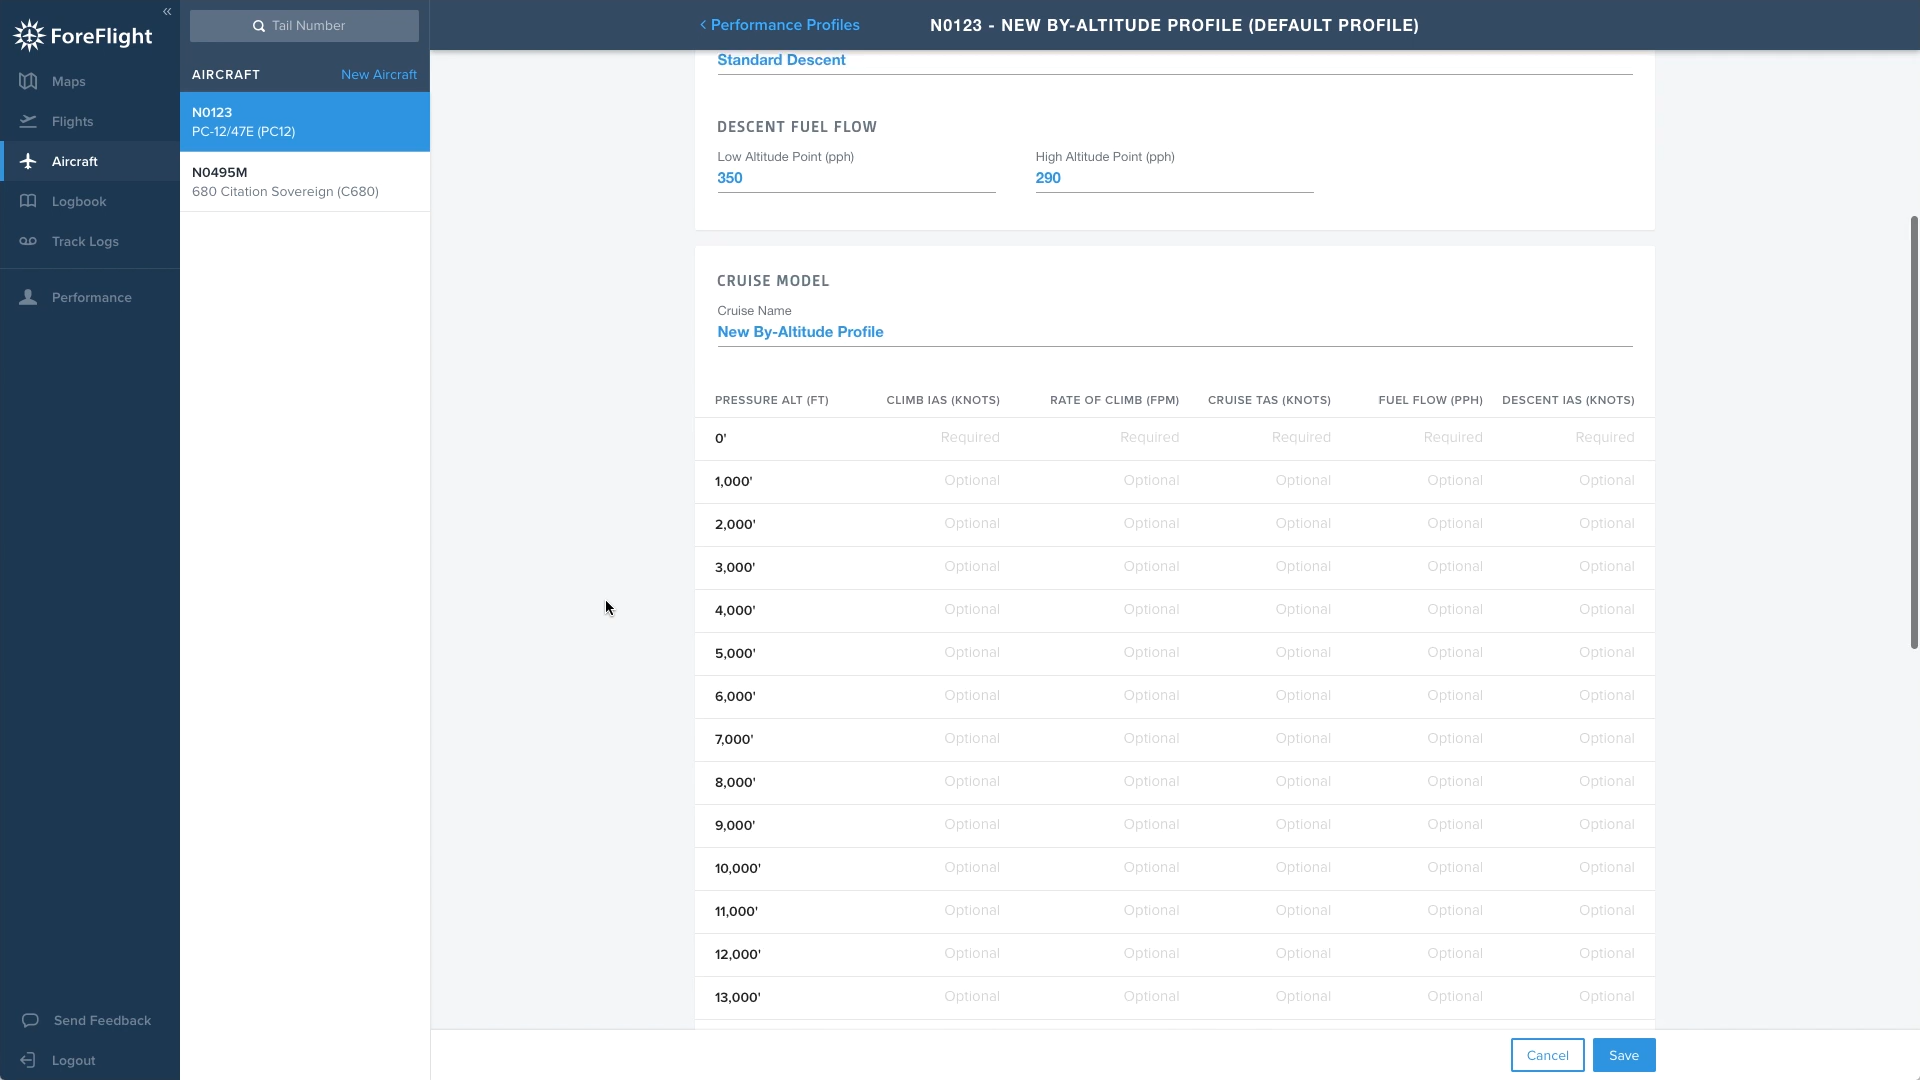 «
ForeFlight
Maps
Flights
Aircraft
Logbook
Track Logs
Performance
Send Feedback
Logout
Tail Number
AIRCRAFT New Aircraft
N0123
PC-12/47E (PC12)
N0495M
680 Citation Sovereign (C680)
< Performance Profiles N0123 - NEW BY-ALTITUDE PROFILE (DEFAULT PROFILE)
Standard Descent
DESCENT FUEL FLOW
Low Altitude Point (pph) High Altitude Point (pph)
350 290
CRUISE MODEL
Cruise Name
New By-Altitude Profile
PRESSURE ALT (FT) CLIMB IAS (KNOTS) RATE OF CLIMB (FPM) CRUISE TAS (KNOTS) FUEL FLOW (PPH) DESCENT IAS (KNOTS)
0' Required Required Required Required Required
1,000' Optional Optional Optional Optional Optional
2,000' Optional Optional Optional Optional Optional
3,000' Optional Optional Optional Optional Optional
4,000' Optional Optional Optional Optional Optional
5,000' Optional Optional Optional Optional Optional
6,000' Optional Optional Optional Optional Optional
7,000' Optional Optional Optional Optional Optional
8,000' Optional Optional Optional Optional Optional
9,000' Optional Optional Optional Optional Optional
10,000' Optional Optional Optional Optional Optional
11,000' Optional Optional Optional Optional Optional
12,000' Optional Optional Optional Optional Optional
13,000' Optional Optional Optional Optional Optional
Cancel Save